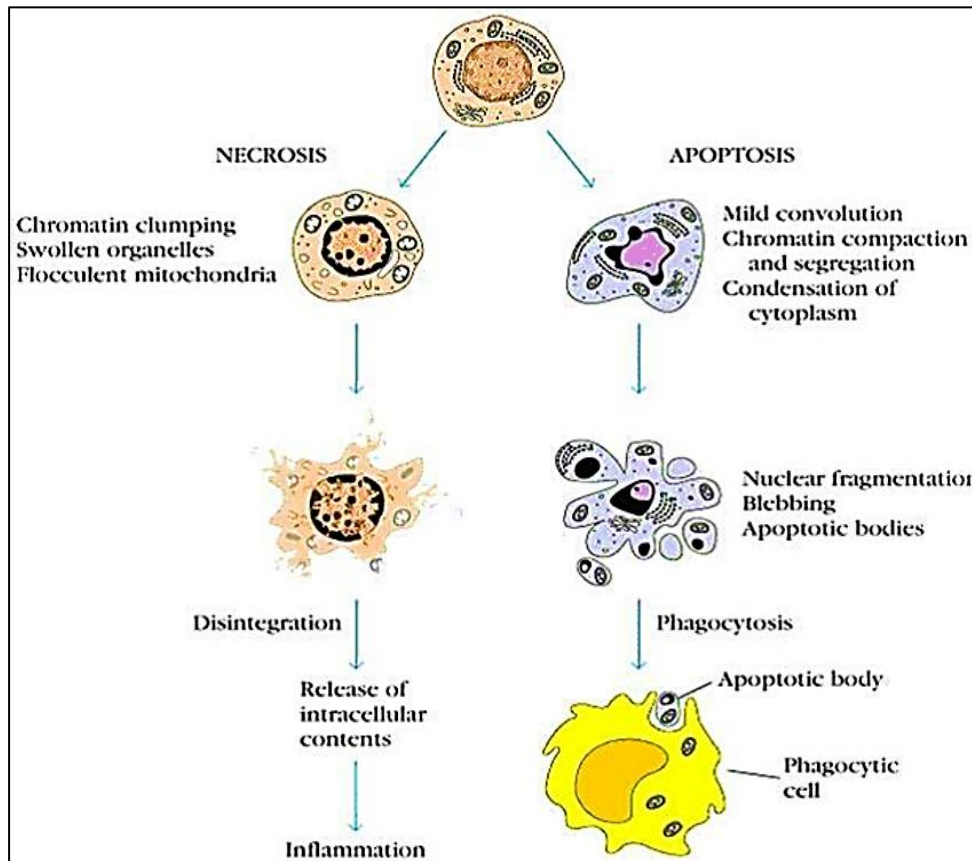 NECROSIS
APOPTOSIS
Chromatin clumping
Swollen organelles
Flocculent mitochondria
Mild convolution
Chromatin compaction
and segregation
Condensation of
cytoplasm
Nuclear fragmentation
Blebbing
Apoptotic bodies
Disintegration
Phagocytosis
Release of
intracellular
contents
Apoptotic body
Phagocytic
cell
Inflammation